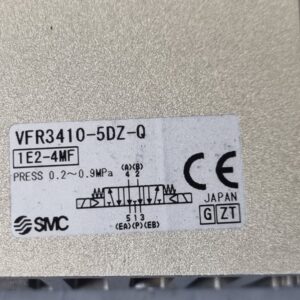 VFR3410-5DZ-Q
1E2-4MF
PRESS 0.2~0.9MPa
(A)(B)
4 2
5 1 3
(EA)(P)(EB)
CE
JAPAN
G ZT
SMC